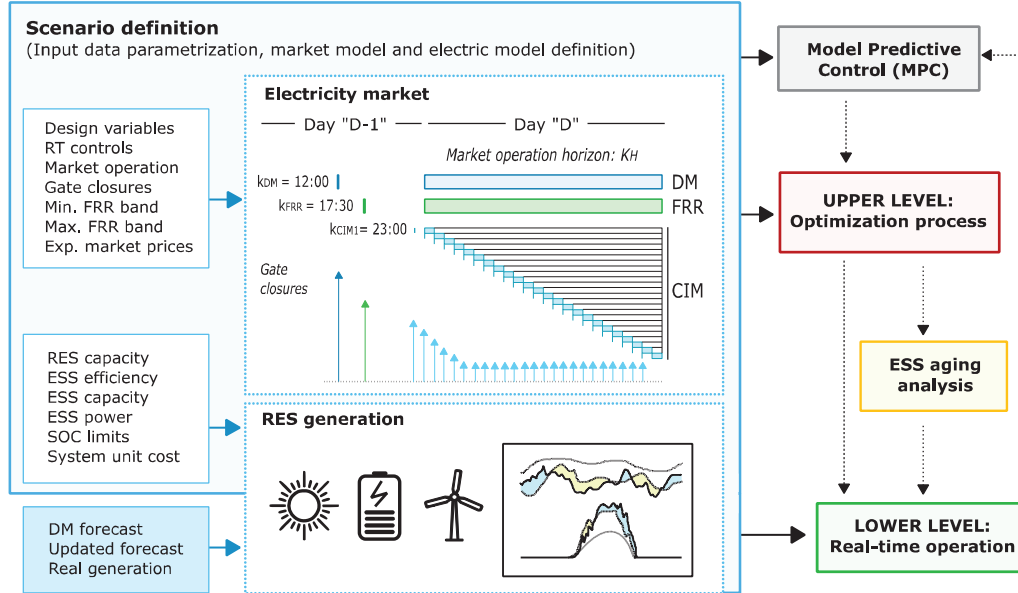 Scenario definition
(Input data parametrization, market model and electric model definition)
Design variables
RT controls
Market operation
Gate closures
Min. FRR band
Max. FRR band
Exp. market prices
RES capacity
ESS efficiency
ESS capacity
ESS power
SOC limits
System unit cost
DM forecast
Updated forecast
Real generation
Electricity market
Day "D-1"
Day "D"
Market operation horizon: KH
kDM = 12:00
DM
kFRR = 17:30
FRR
kCIM1= 23:00
Gate
closures
CIM
RES generation
Model Predictive
Control (MPC)
UPPER LEVEL:
Optimization process
ESS aging
analysis
LOWER LEVEL:
Real-time operation